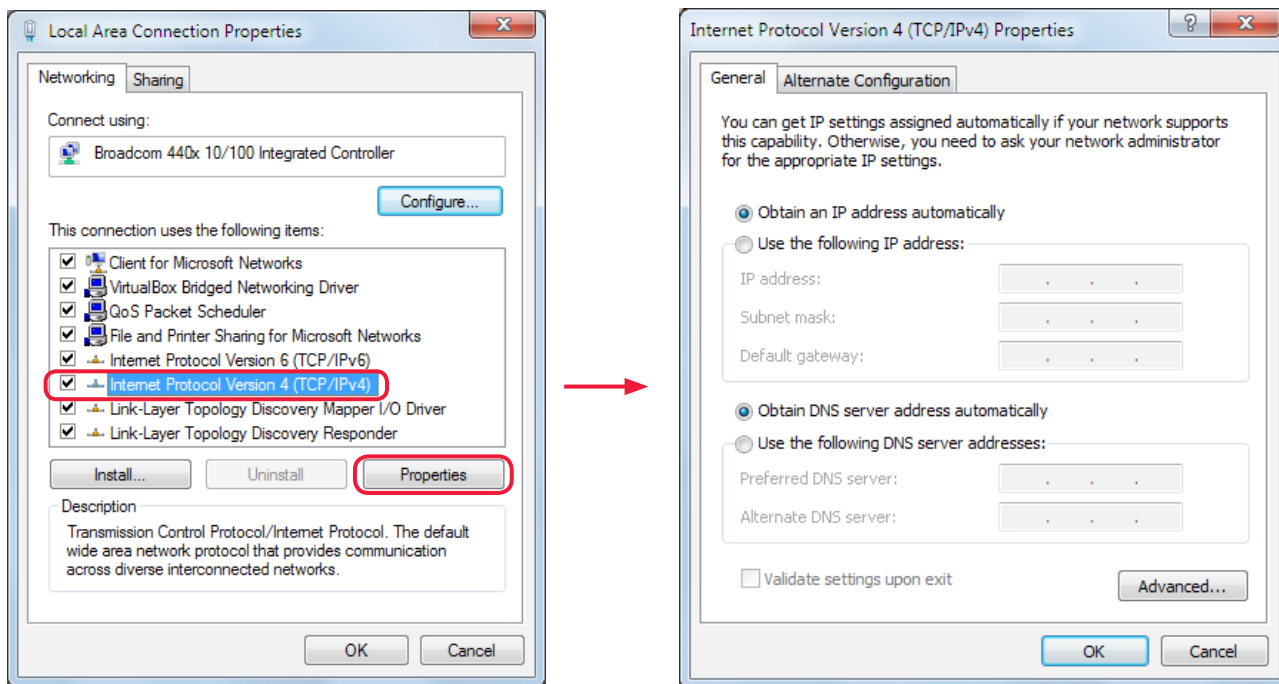 Local Area Connection Properties
Networking
Sharing
Connect using:
Broadcom 440x 10/100 Integrated Controller
Configure...
This connection uses the following items:
Client for Microsoft Networks
VirtualBox Bridged Networking Driver
QoS Packet Scheduler
File and Printer Sharing for Microsoft Networks
Internet Protocol Version 6 (TCP/IPv6)
Internet Protocol Version 4 (TCP/IPv4)
Link-Layer Topology Discovery Mapper I/O Driver
Link-Layer Topology Discovery Responder
Install...
Uninstall
Properties
Description
Transmission Control Protocol/Internet Protocol. The default
wide area network protocol that provides communication
across diverse interconnected networks.
OK
Cancel
Internet Protocol Version 4 (TCP/IPv4) Properties
?
General
Alternate Configuration
You can get IP settings assigned automatically if your network supports
this capability. Otherwise, you need to ask your network administrator
for the appropriate IP settings.
Obtain an IP address automatically
Use the following IP address:
IP address:
. . .
Subnet mask:
. . .
Default gateway:
. . .
Obtain DNS server address automatically
Use the following DNS server addresses:
Preferred DNS server:
. . .
Alternate DNS server:
. . .
Validate settings upon exit
Advanced...
OK
Cancel